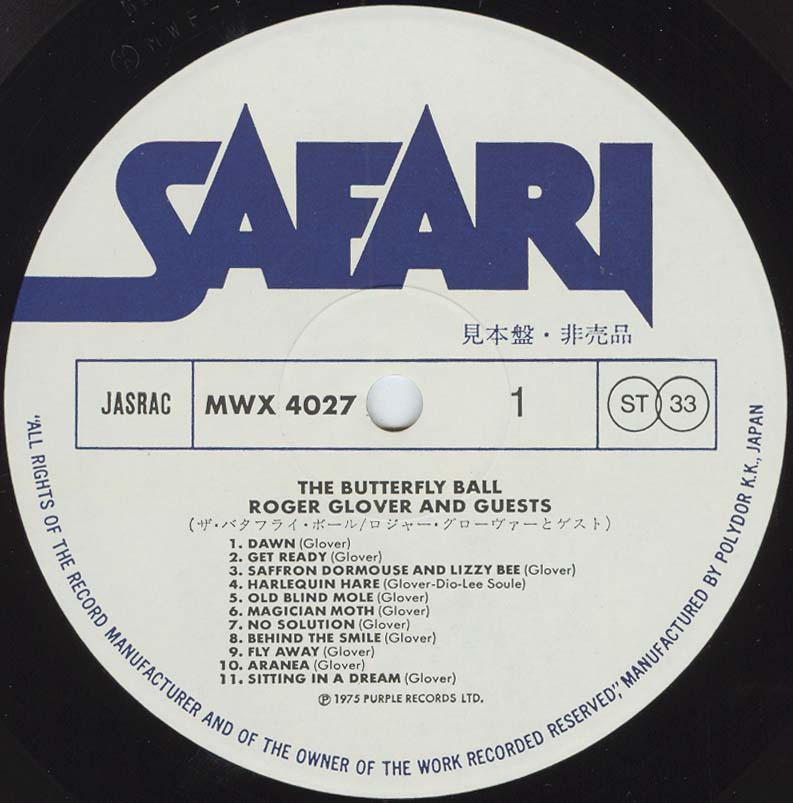 SAFARI
見本盤・非売品
JASRAC
MWX 4027
1
ST 33
THE BUTTERFLY BALL
ROGER GLOVER AND GUESTS
(ザ・バタフライ・ボール/ロジャー・グローヴァーとゲスト)
1. DAWN (Glover)
2. GET READY (Glover)
3. SAFFRON DORMOUSE AND LIZZY BEE (Glover)
4. HARLEQUIN HARE (Glover-Dio-Lee Soule)
5. OLD BLIND MOLE (Glover)
6. MAGICIAN MOTH (Glover)
7. NO SOLUTION (Glover)
8. BEHIND THE SMILE (Glover)
9. FLY AWAY (Glover)
10. ARANEA (Glover)
11. SITTING IN A DREAM (Glover)
Ⓟ 1975 PURPLE RECORDS LTD.
"ALL RIGHTS OF THE RECORD MANUFACTURER AND OF THE OWNER OF THE WORK RECORDED RESERVED", MANUFACTURED BY POLYDOR K.K., JAPAN